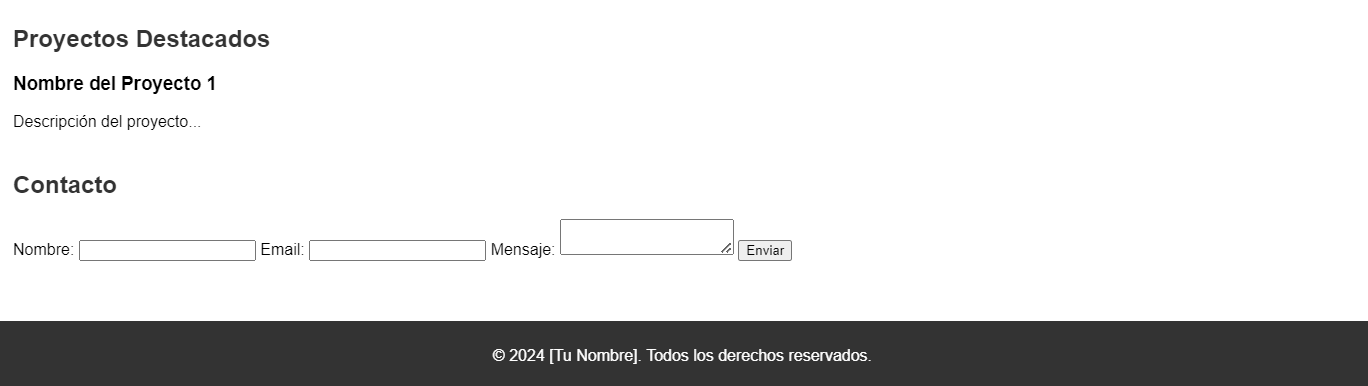 Proyectos Destacados
Nombre del Proyecto 1
Descripción del proyecto...
Contacto
Nombre: Email: Mensaje: Enviar
© 2024 [Tu Nombre]. Todos los derechos reservados.